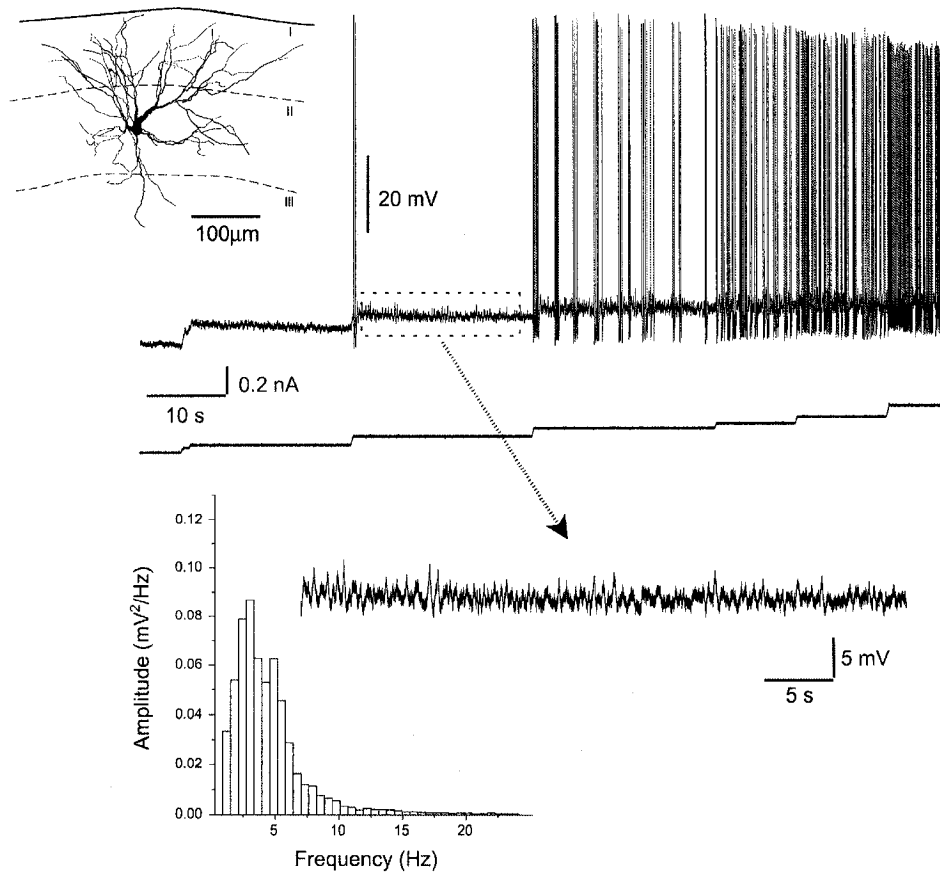 I
II
III
100μm
20 mV
0.2 nA
10 s
0.12
0.10
0.08
0.06
0.04
0.02
0.00
Amplitude (mV²/Hz)
5
10
15
20
Frequency (Hz)
5 mV
5 s